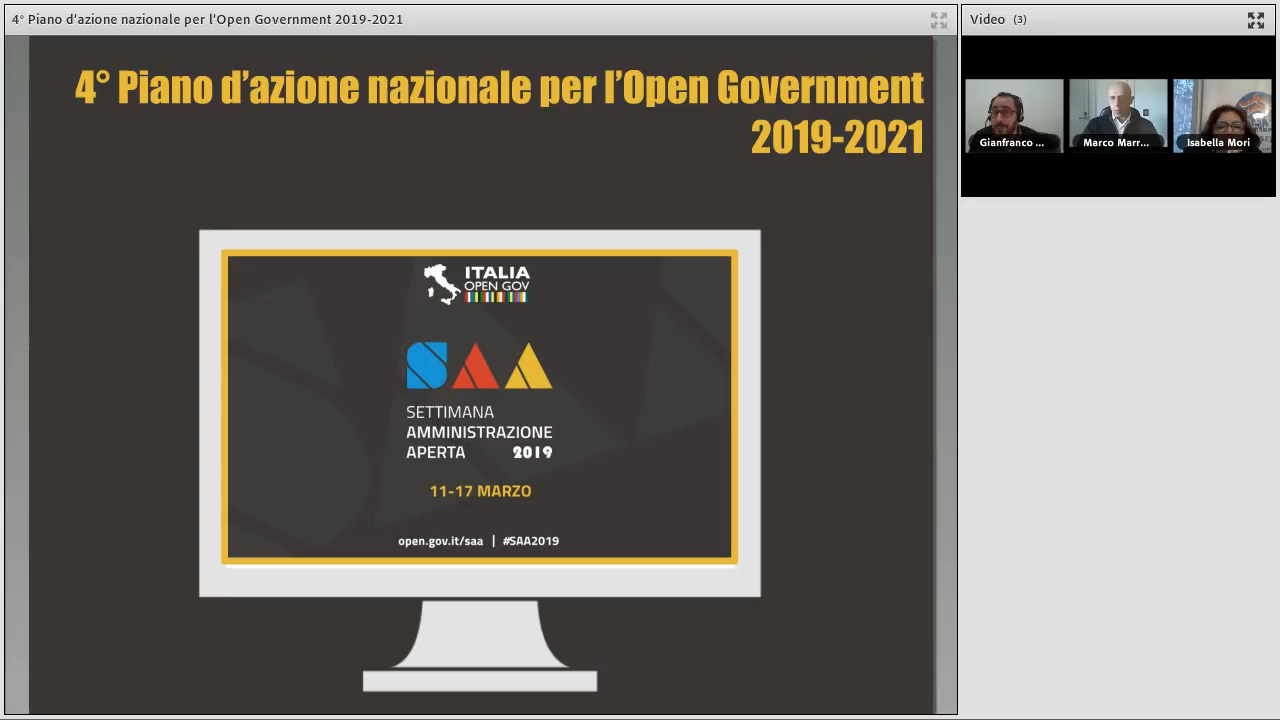 4° Piano d’azione nazionale per l’Open Government 2019-2021
Video (3)
4° Piano d’azione nazionale per l’Open Government
2019-2021
Gianfranco ...
Marco Marr...
Isabella Mori
ITALIA
OPEN GOV
SAA
SETTIMANA
AMMINISTRAZIONE
APERTA 2019
11-17 MARZO
open.gov.it/saa | #SAA2019